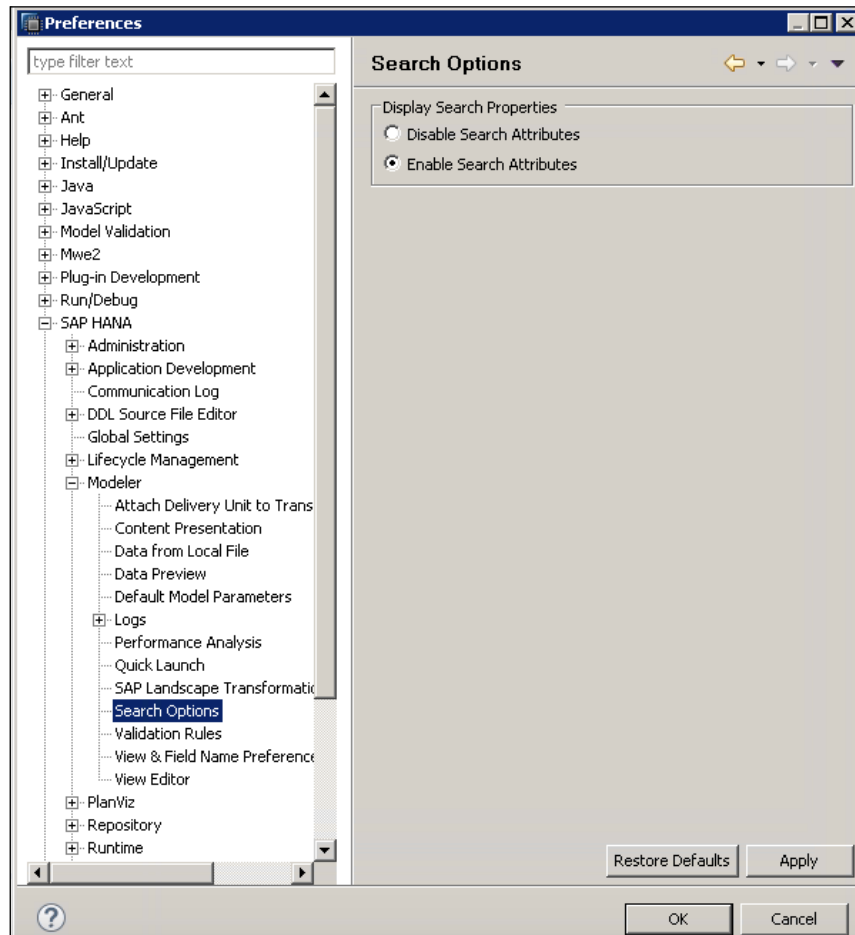 Preferences
type filter text
General
Ant
Help
Install/Update
Java
JavaScript
Model Validation
Mwe2
Plug-in Development
Run/Debug
SAP HANA
Administration
Application Development
Communication Log
DDL Source File Editor
Global Settings
Lifecycle Management
Modeler
Attach Delivery Unit to Trans
Content Presentation
Data from Local File
Data Preview
Default Model Parameters
Logs
Performance Analysis
Quick Launch
SAP Landscape Transformatio
Search Options
Validation Rules
View & Field Name Preference
View Editor
PlanViz
Repository
Runtime
Search Options
Display Search Properties
Disable Search Attributes
Enable Search Attributes
Restore Defaults
Apply
?
OK
Cancel